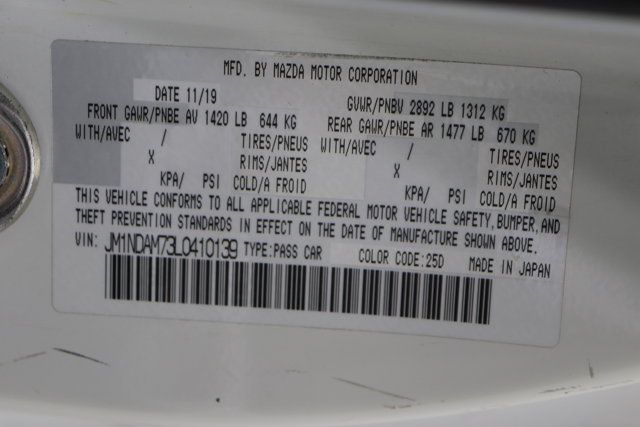 MFD. BY MAZDA MOTOR CORPORATION
DATE 11/19 GVWR/PNBV 2892 LB 1312 KG
FRONT GAWR/PNBE AV 1420 LB 644 KG REAR GAWR/PNBE AR 1477 LB 670 KG
WITH/AVEC / TIRES/PNEUS WITH/AVEC / TIRES/PNEUS
X RIMS/JANTES X RIMS/JANTES
KPA/ PSI COLD/A FROID KPA/ PSI COLD/A FROID
THIS VEHICLE CONFORMS TO ALL APPLICABLE FEDERAL MOTOR VEHICLE SAFETY, BUMPER, AND
THEFT PREVENTION STANDARDS IN EFFECT ON THE DATE OF MANUFACTURE SHOWN ABOVE.
VIN: JM1NDAM73L0410139 TYPE:PASS CAR COLOR CODE:25D MADE IN JAPAN